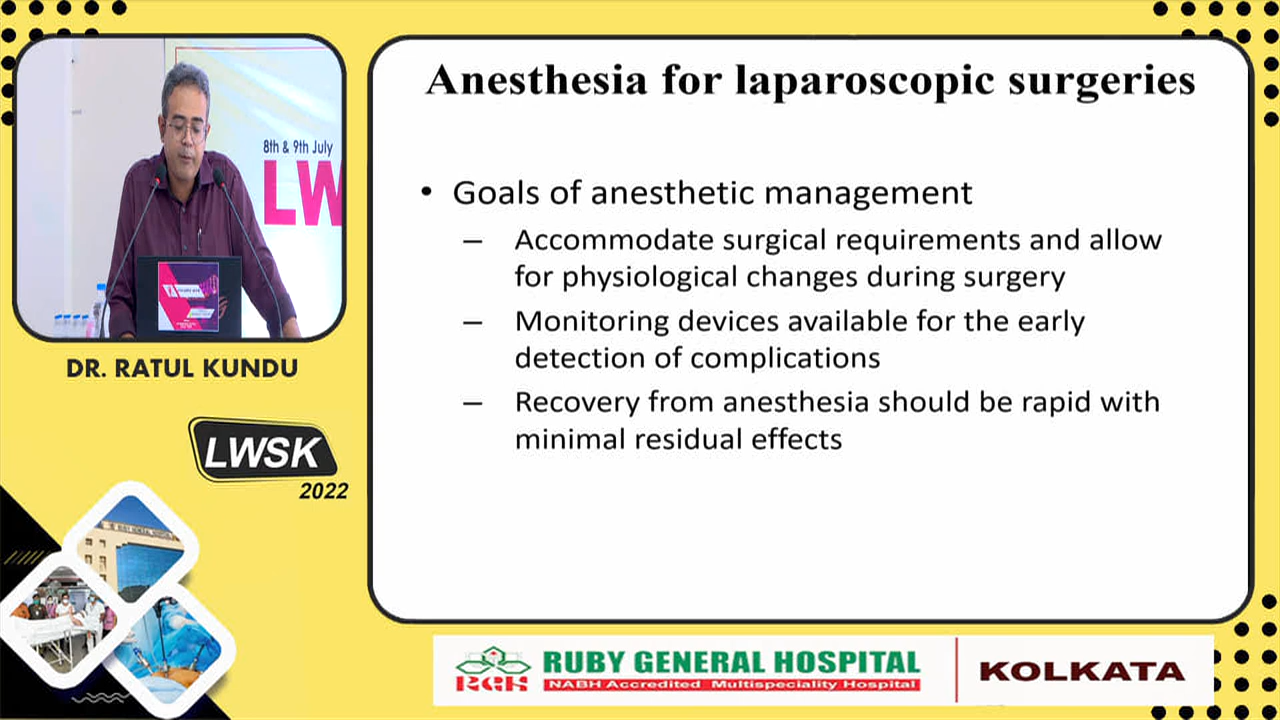 Anesthesia for laparoscopic surgeries
• Goals of anesthetic management
– Accommodate surgical requirements and allow
for physiological changes during surgery
– Monitoring devices available for the early
detection of complications
– Recovery from anesthesia should be rapid with
minimal residual effects
8th & 9th July
LW
DR. RATUL KUNDU
LWSK
2022
RGH
RUBY GENERAL HOSPITAL
NABH Accredited Multispeciality Hospital
KOLKATA